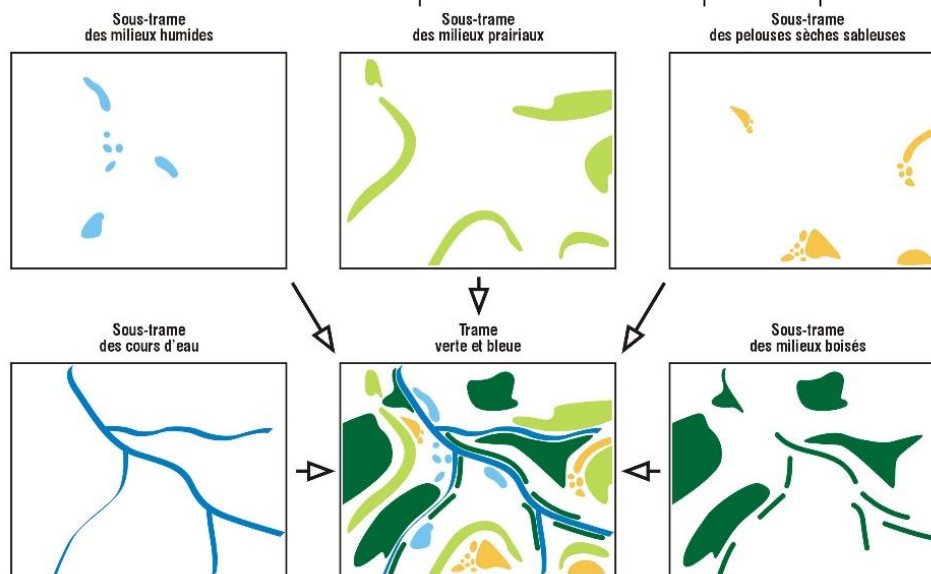 Sous-trame
des milieux humides
Sous-trame
des milieux prairiaux
Sous-trame
des pelouses sèches sableuses
Sous-trame
des cours d'eau
Trame
verte et bleue
Sous-trame
des milieux boisés